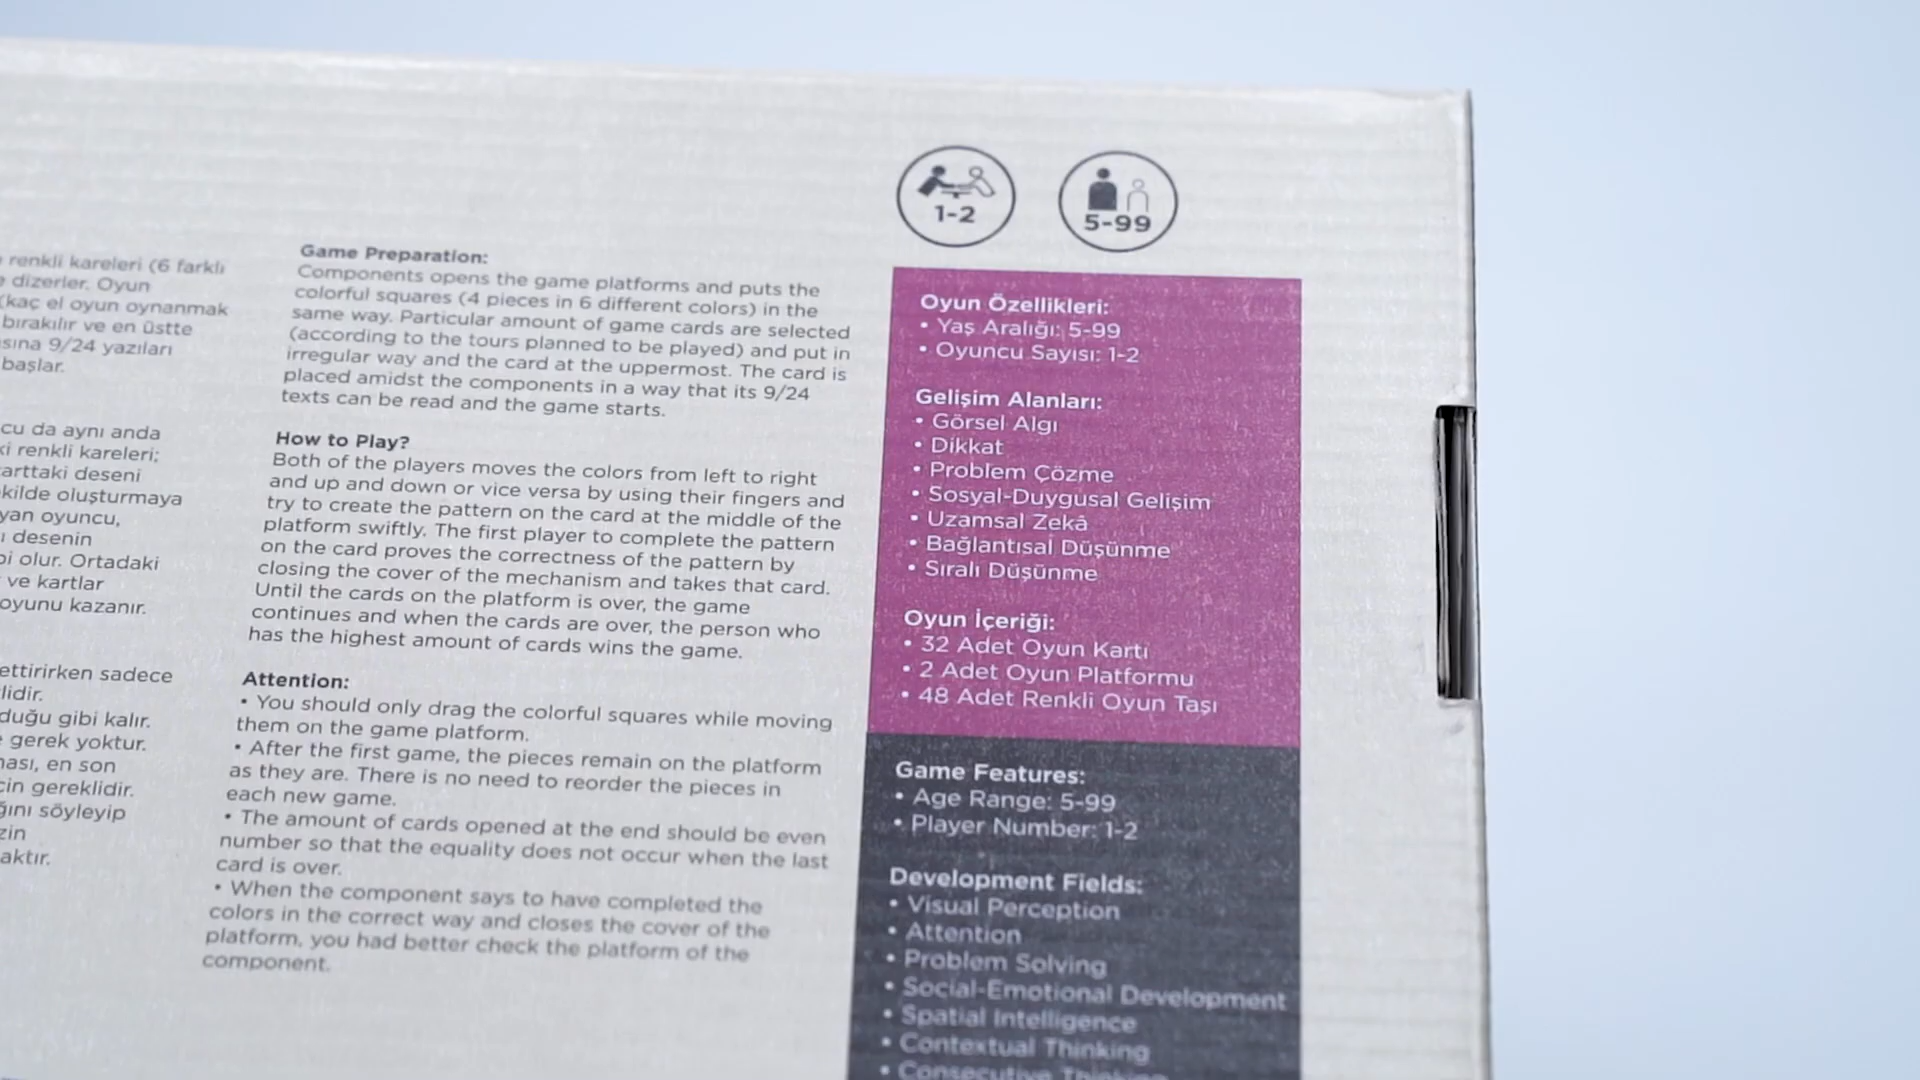 renkli kareleri (6 farklı
dizerler. Oyun
(kaç el oyun oynanmak
bırakılır ve en üstte
9/24 yazıları
başlar.
da aynı anda
renkli kareleri;
deseni
oluşturmaya
oyuncu,
desenin
olur. Ortadaki
ve kartlar
oyunu kazanır.
sadece
gibi kalır.
gerek yoktur.
en son
gereklidir.
söyleyip
Game Preparation:
Components opens the game platforms and puts the
colorful squares (4 pieces in 6 different colors) in the
same way. Particular amount of game cards are selected
(according to the tours planned to be played) and put in
irregular way and the card at the uppermost. The card is
placed amidst the components in a way that its 9/24
texts can be read and the game starts.
How to Play?
Both of the players moves the colors from left to right
and up and down or vice versa by using their fingers and
try to create the pattern on the card at the middle of the
platform swiftly. The first player to complete the pattern
on the card proves the correctness of the pattern by
closing the cover of the mechanism and takes that card.
Until the cards on the platform is over, the game
continues and when the cards are over, the person who
has the highest amount of cards wins the game.
Attention:
• You should only drag the colorful squares while moving
them on the game platform.
• After the first game, the pieces remain on the platform
as they are. There is no need to reorder the pieces in
each new game.
• The amount of cards opened at the end should be even
number so that the equality does not occur when the last
card is over.
• When the component says to have completed the
colors in the correct way and closes the cover of the
platform, you had better check the platform of the
component.
1-2
5-99
Oyun Özellikleri:
• Yaş Aralığı: 5-99
• Oyuncu Sayısı: 1-2
Gelişim Alanları:
• Görsel Algı
• Dikkat
• Problem Çözme
• Sosyal-Duygusal Gelişim
• Uzamsal Zekâ
• Bağlantısal Düşünme
• Sıralı Düşünme
Oyun İçeriği:
• 32 Adet Oyun Kartı
• 2 Adet Oyun Platformu
• 48 Adet Renkli Oyun Taşı
Game Features:
• Age Range: 5-99
• Player Number: 1-2
Development Fields:
• Visual Perception
• Attention
• Problem Solving
• Social-Emotional Development
• Spatial Intelligence
• Contextual Thinking
• Consecutive Thinking